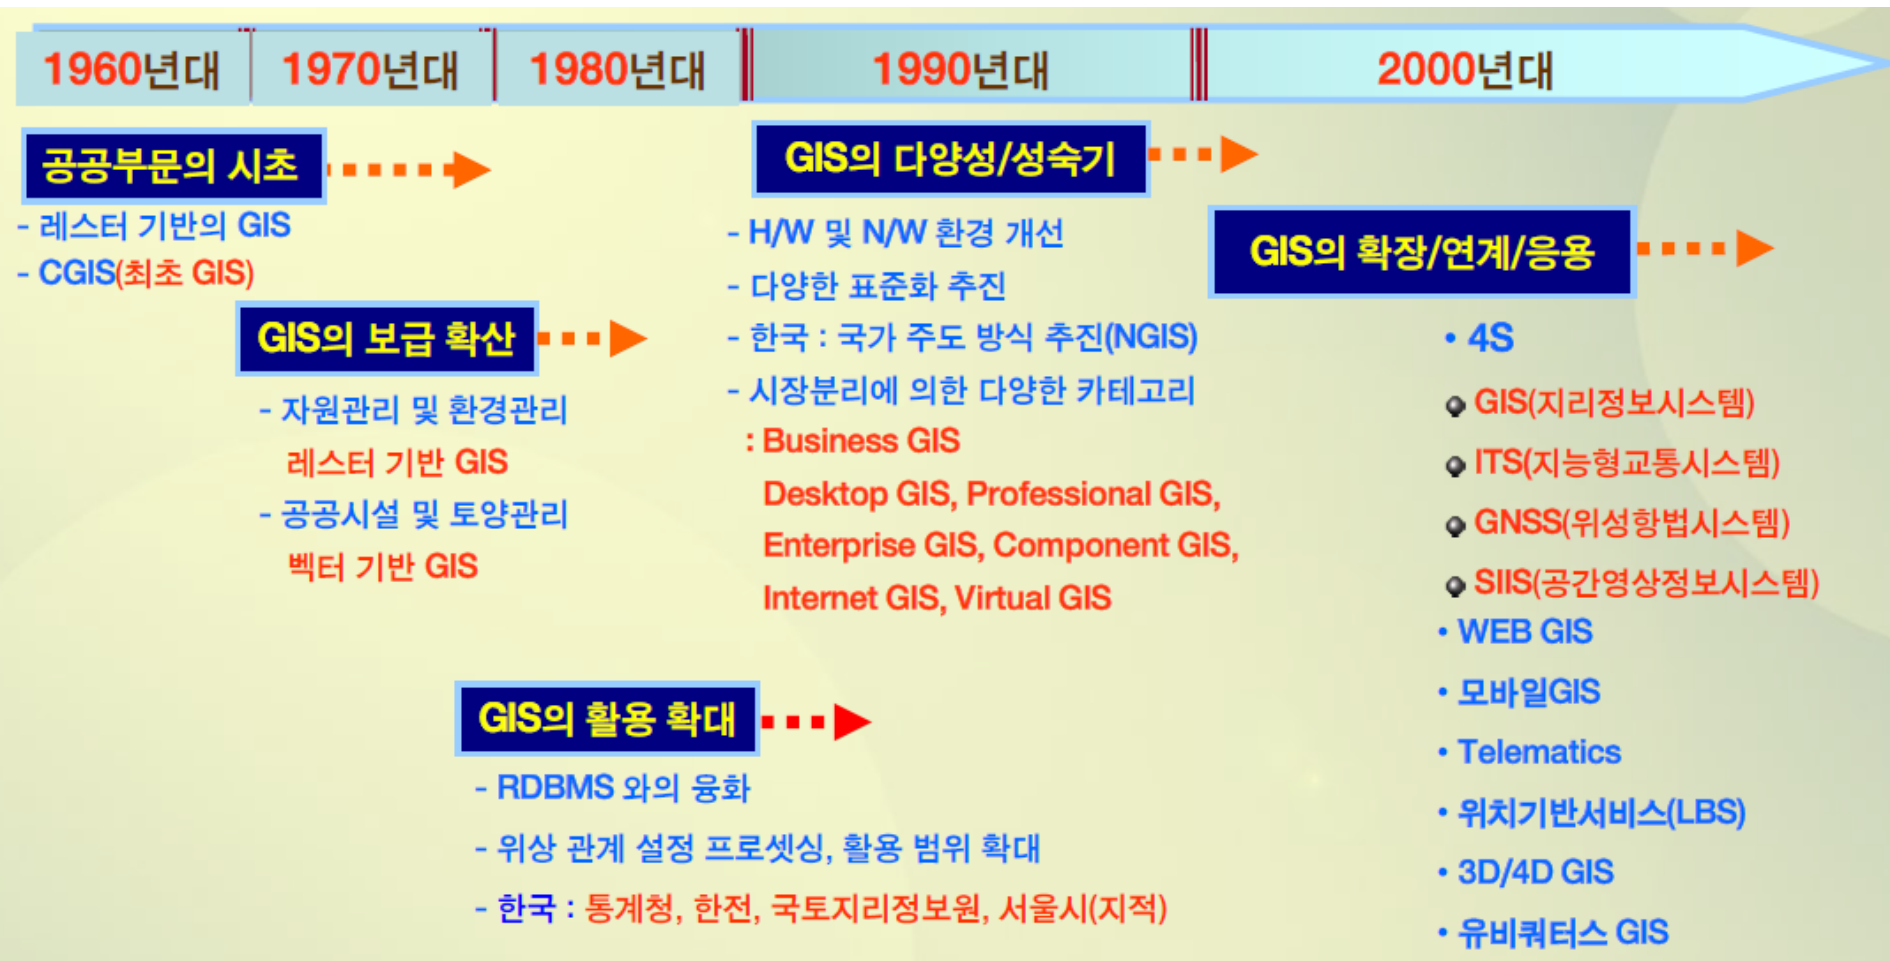 1960년대
1970년대
1980년대
1990년대
2000년대
공공부문의 시초
- 레스터 기반의 GIS
- CGIS(최초 GIS)
GIS의 보급 확산
- 자원관리 및 환경관리
레스터 기반 GIS
- 공공시설 및 토양관리
벡터 기반 GIS
GIS의 활용 확대
- RDBMS 와의 융화
- 위상 관계 설정 프로셋싱, 활용 범위 확대
- 한국 : 통계청, 한전, 국토지리정보원, 서울시(지적)
GIS의 다양성/성숙기
- H/W 및 N/W 환경 개선
- 다양한 표준화 추진
- 한국 : 국가 주도 방식 추진(NGIS)
- 시장분리에 의한 다양한 카테고리
: Business GIS
Desktop GIS, Professional GIS,
Enterprise GIS, Component GIS,
Internet GIS, Virtual GIS
GIS의 확장/연계/응용
• 4S
GIS(지리정보시스템)
ITS(지능형교통시스템)
GNSS(위성항법시스템)
SIIS(공간영상정보시스템)
• WEB GIS
• 모바일GIS
• Telematics
• 위치기반서비스(LBS)
• 3D/4D GIS
• 유비쿼터스 GIS